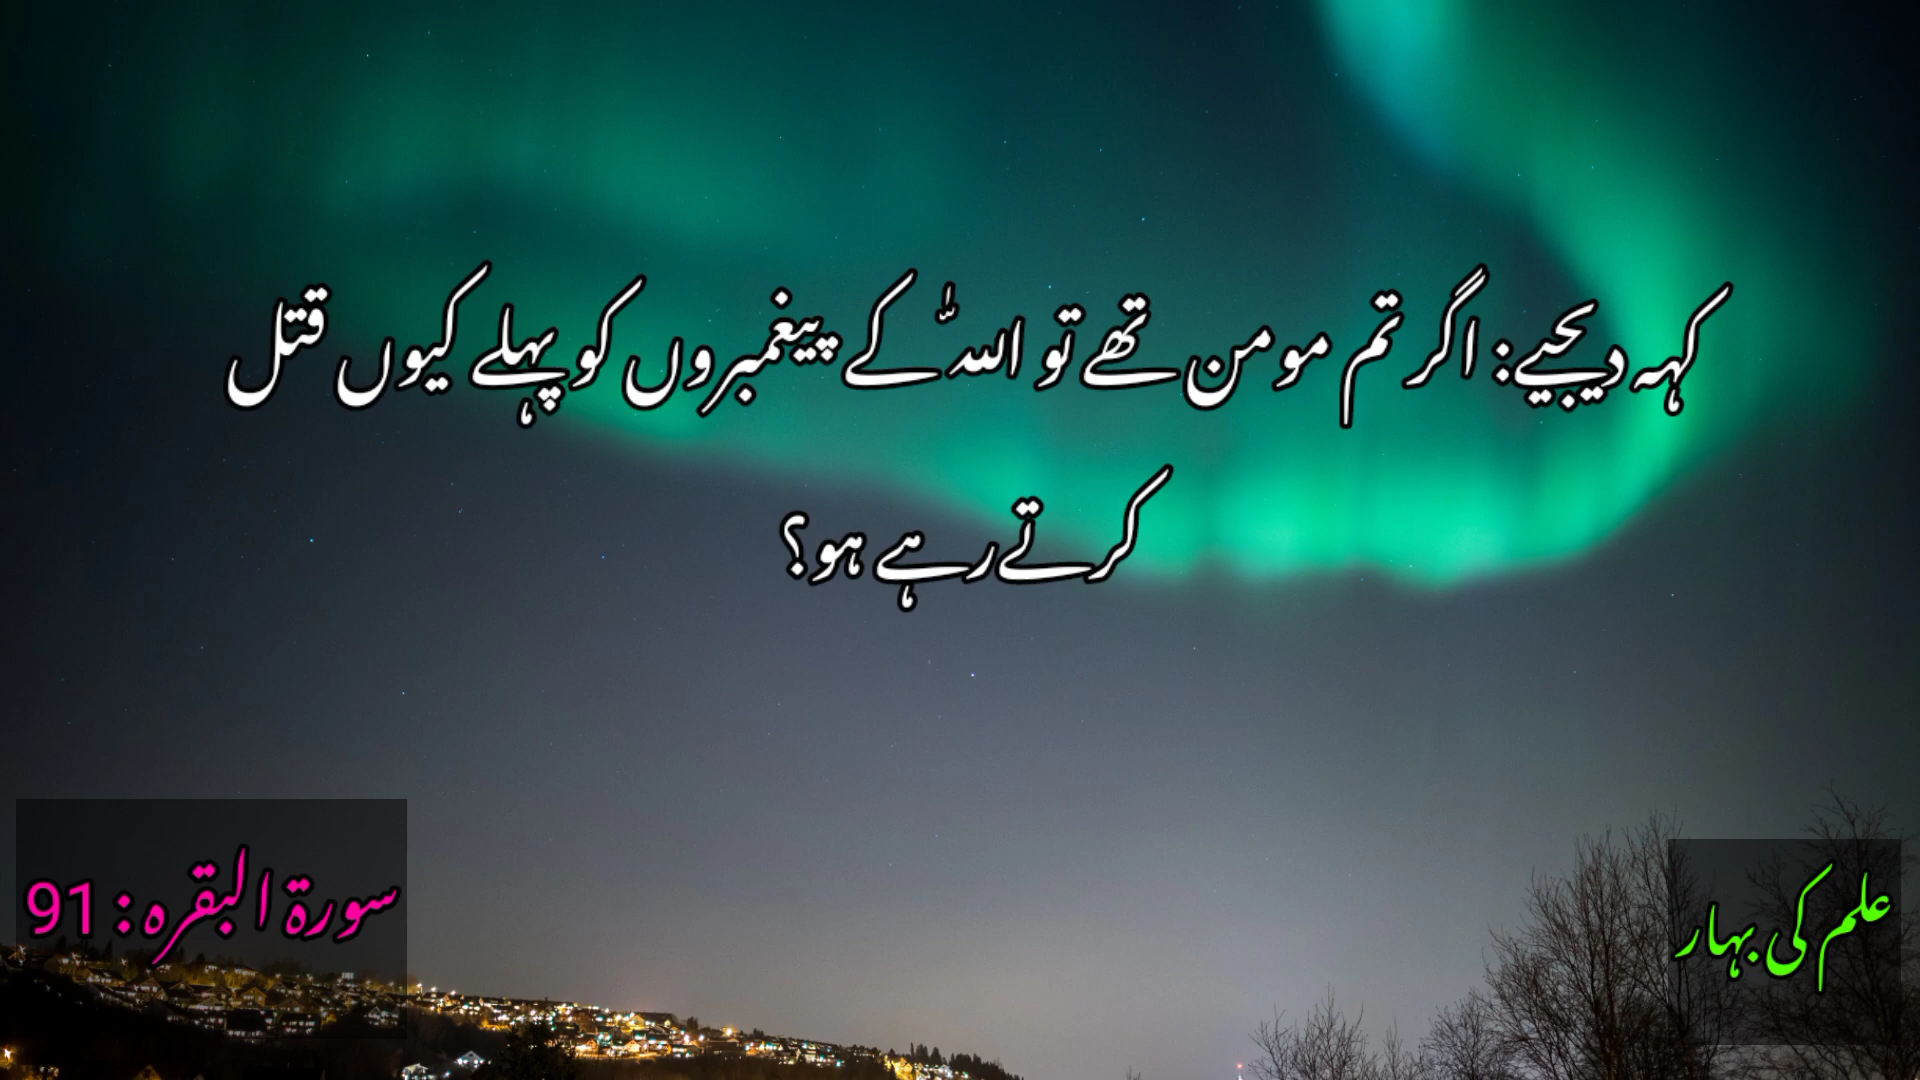 کہہ دیجیے: اگر تم مومن تھے تو اللہ کے پیغمبروں کو پہلے کیوں قتل
کرتے رہے ہو؟
سورۃ البقرہ: 91
علم کی بہار